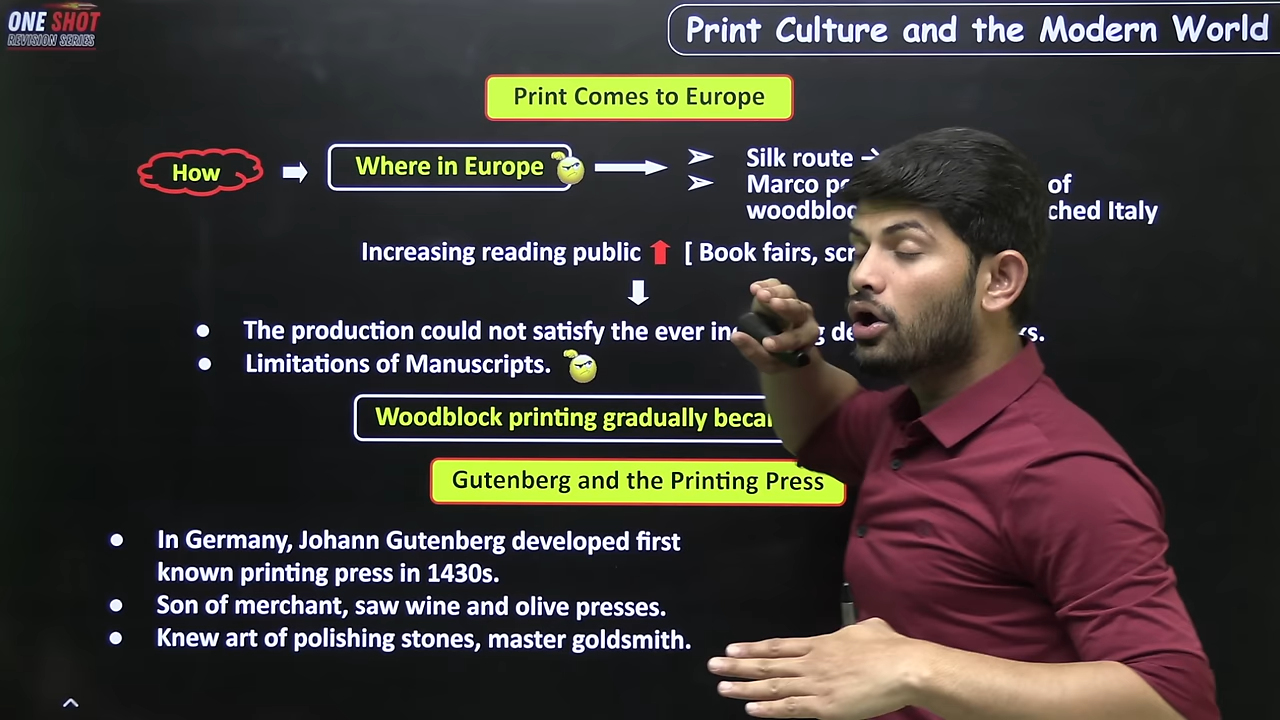 ONE SHOT
REVISION SERIES
Print Culture and the Modern World
Print Comes to Europe
How
Where in Europe
Silk route
Marco of
ched Italy
Increasing reading public [ Book fairs,
The production could not satisfy the ever
Limitations of Manuscripts.
Woodblock printing gradually
Gutenberg and the Printing Press
In Germany, Johann Gutenberg developed first
known printing press in 1430s.
Son of merchant, saw wine and olive presses.
Knew art of polishing stones, master goldsmith.